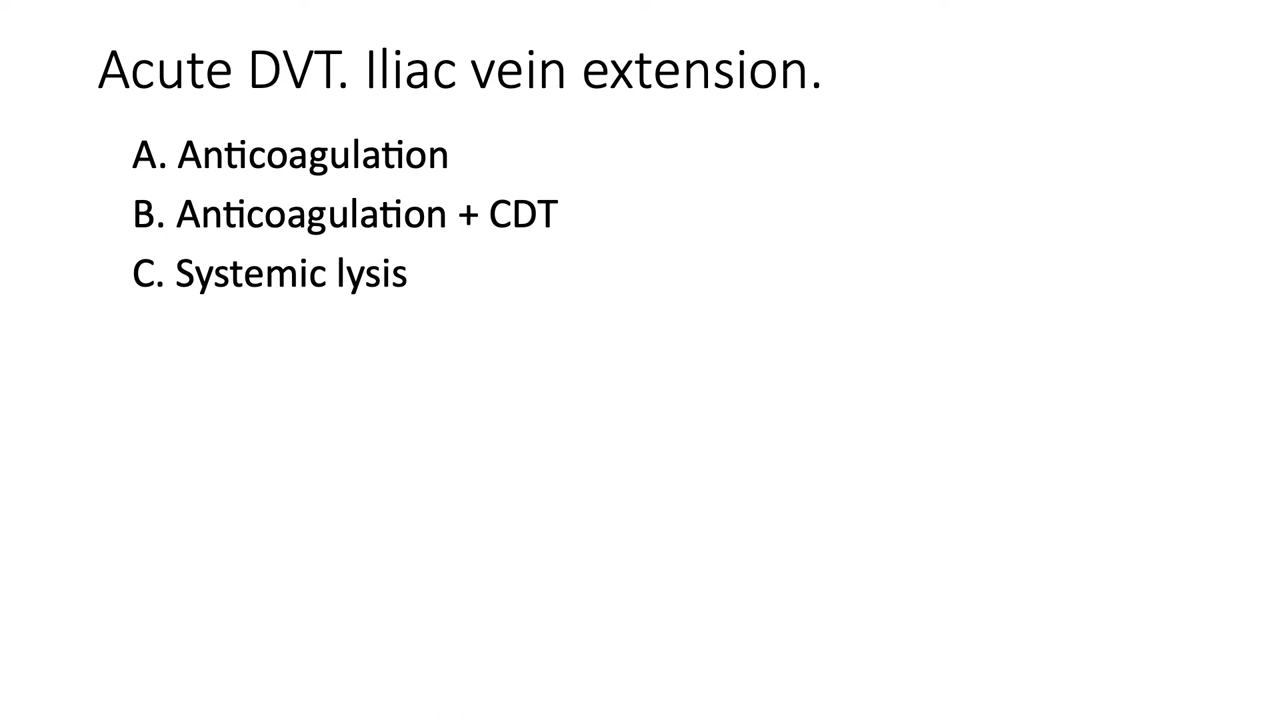 Acute DVT. Iliac vein extension.
A. Anticoagulation
B. Anticoagulation + CDT
C. Systemic lysis